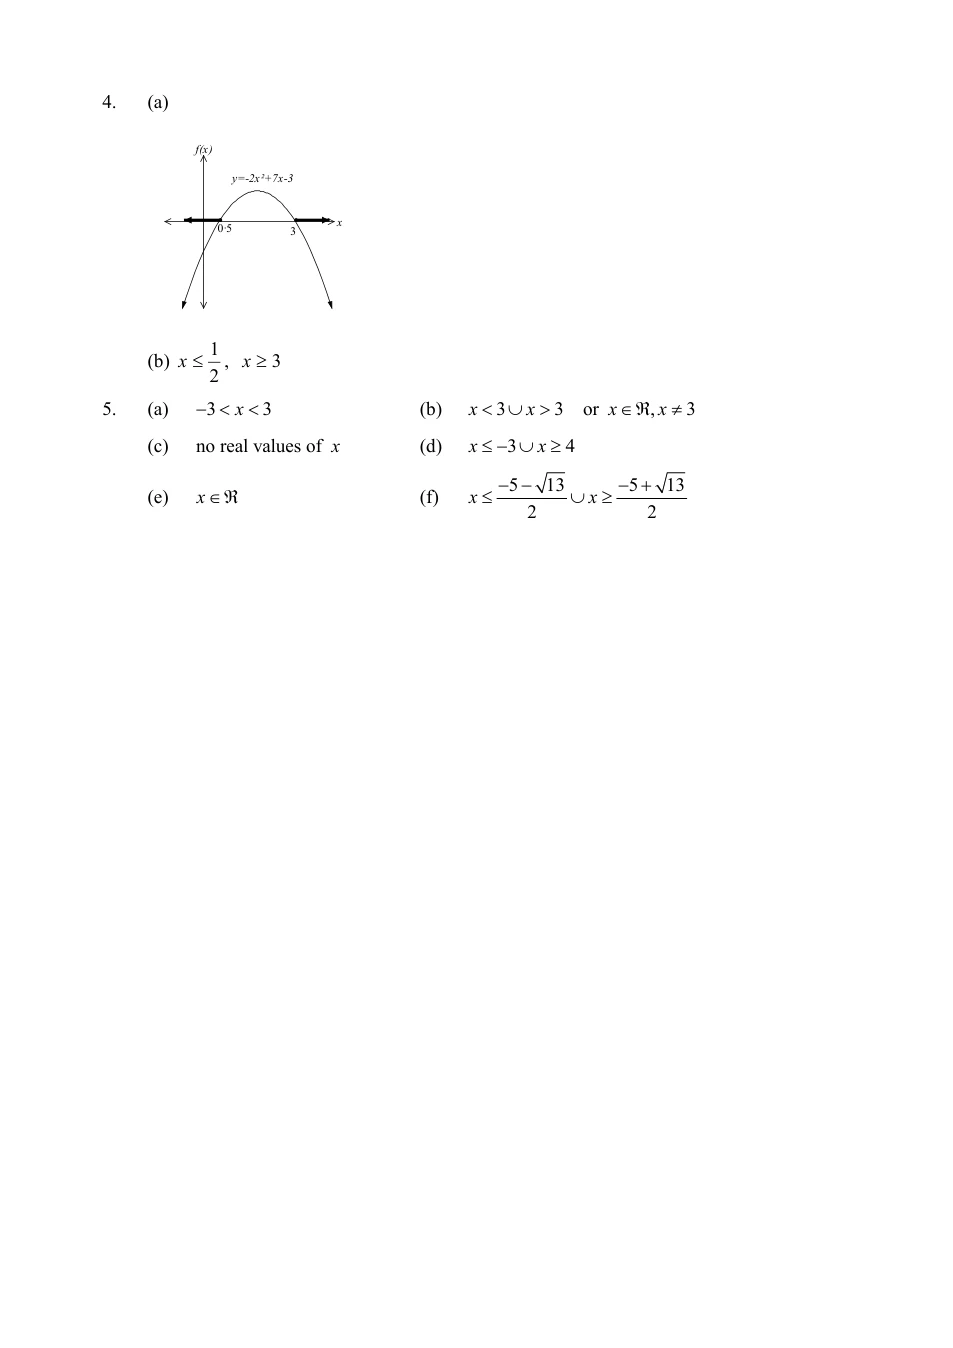 4. (a)
f(x)
y=-2x²+7x-3
x
0·5
3
(b) x ≤ 1/2, x ≥ 3
5. (a) −3 < x < 3 (b) x < 3 ∪ x > 3 or x ∈ ℜ, x ≠ 3
(c) no real values of x (d) x ≤ −3 ∪ x ≥ 4
(e) x ∈ ℜ (f) x ≤ (−5 − √13)/2 ∪ x ≥ (−5 + √13)/2